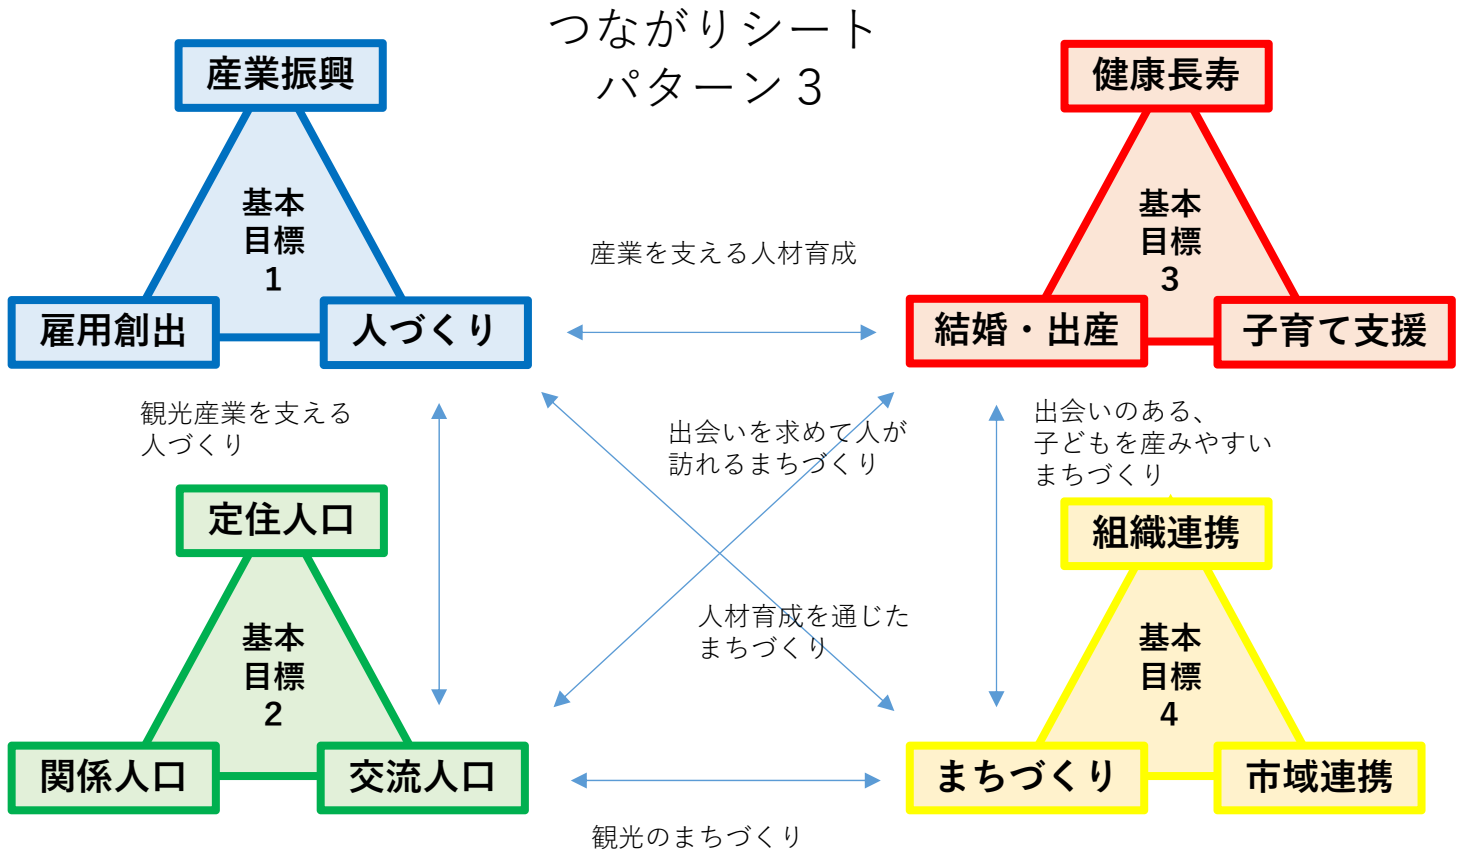 つながりシート
パターン３
産業振興
基本
目標
1
雇用創出
人づくり
健康長寿
基本
目標
3
結婚・出産
子育て支援
産業を支える人材育成
観光産業を支える
人づくり
出会いを求めて人が
訪れるまちづくり
出会いのある、
子どもを産みやすい
まちづくり
定住人口
基本
目標
2
関係人口
交流人口
人材育成を通じた
まちづくり
組織連携
基本
目標
4
まちづくり
市域連携
観光のまちづくり